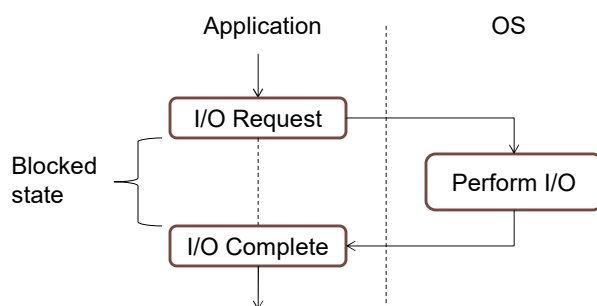 Application
OS
I/O Request
Blocked
state
Perform I/O
I/O Complete